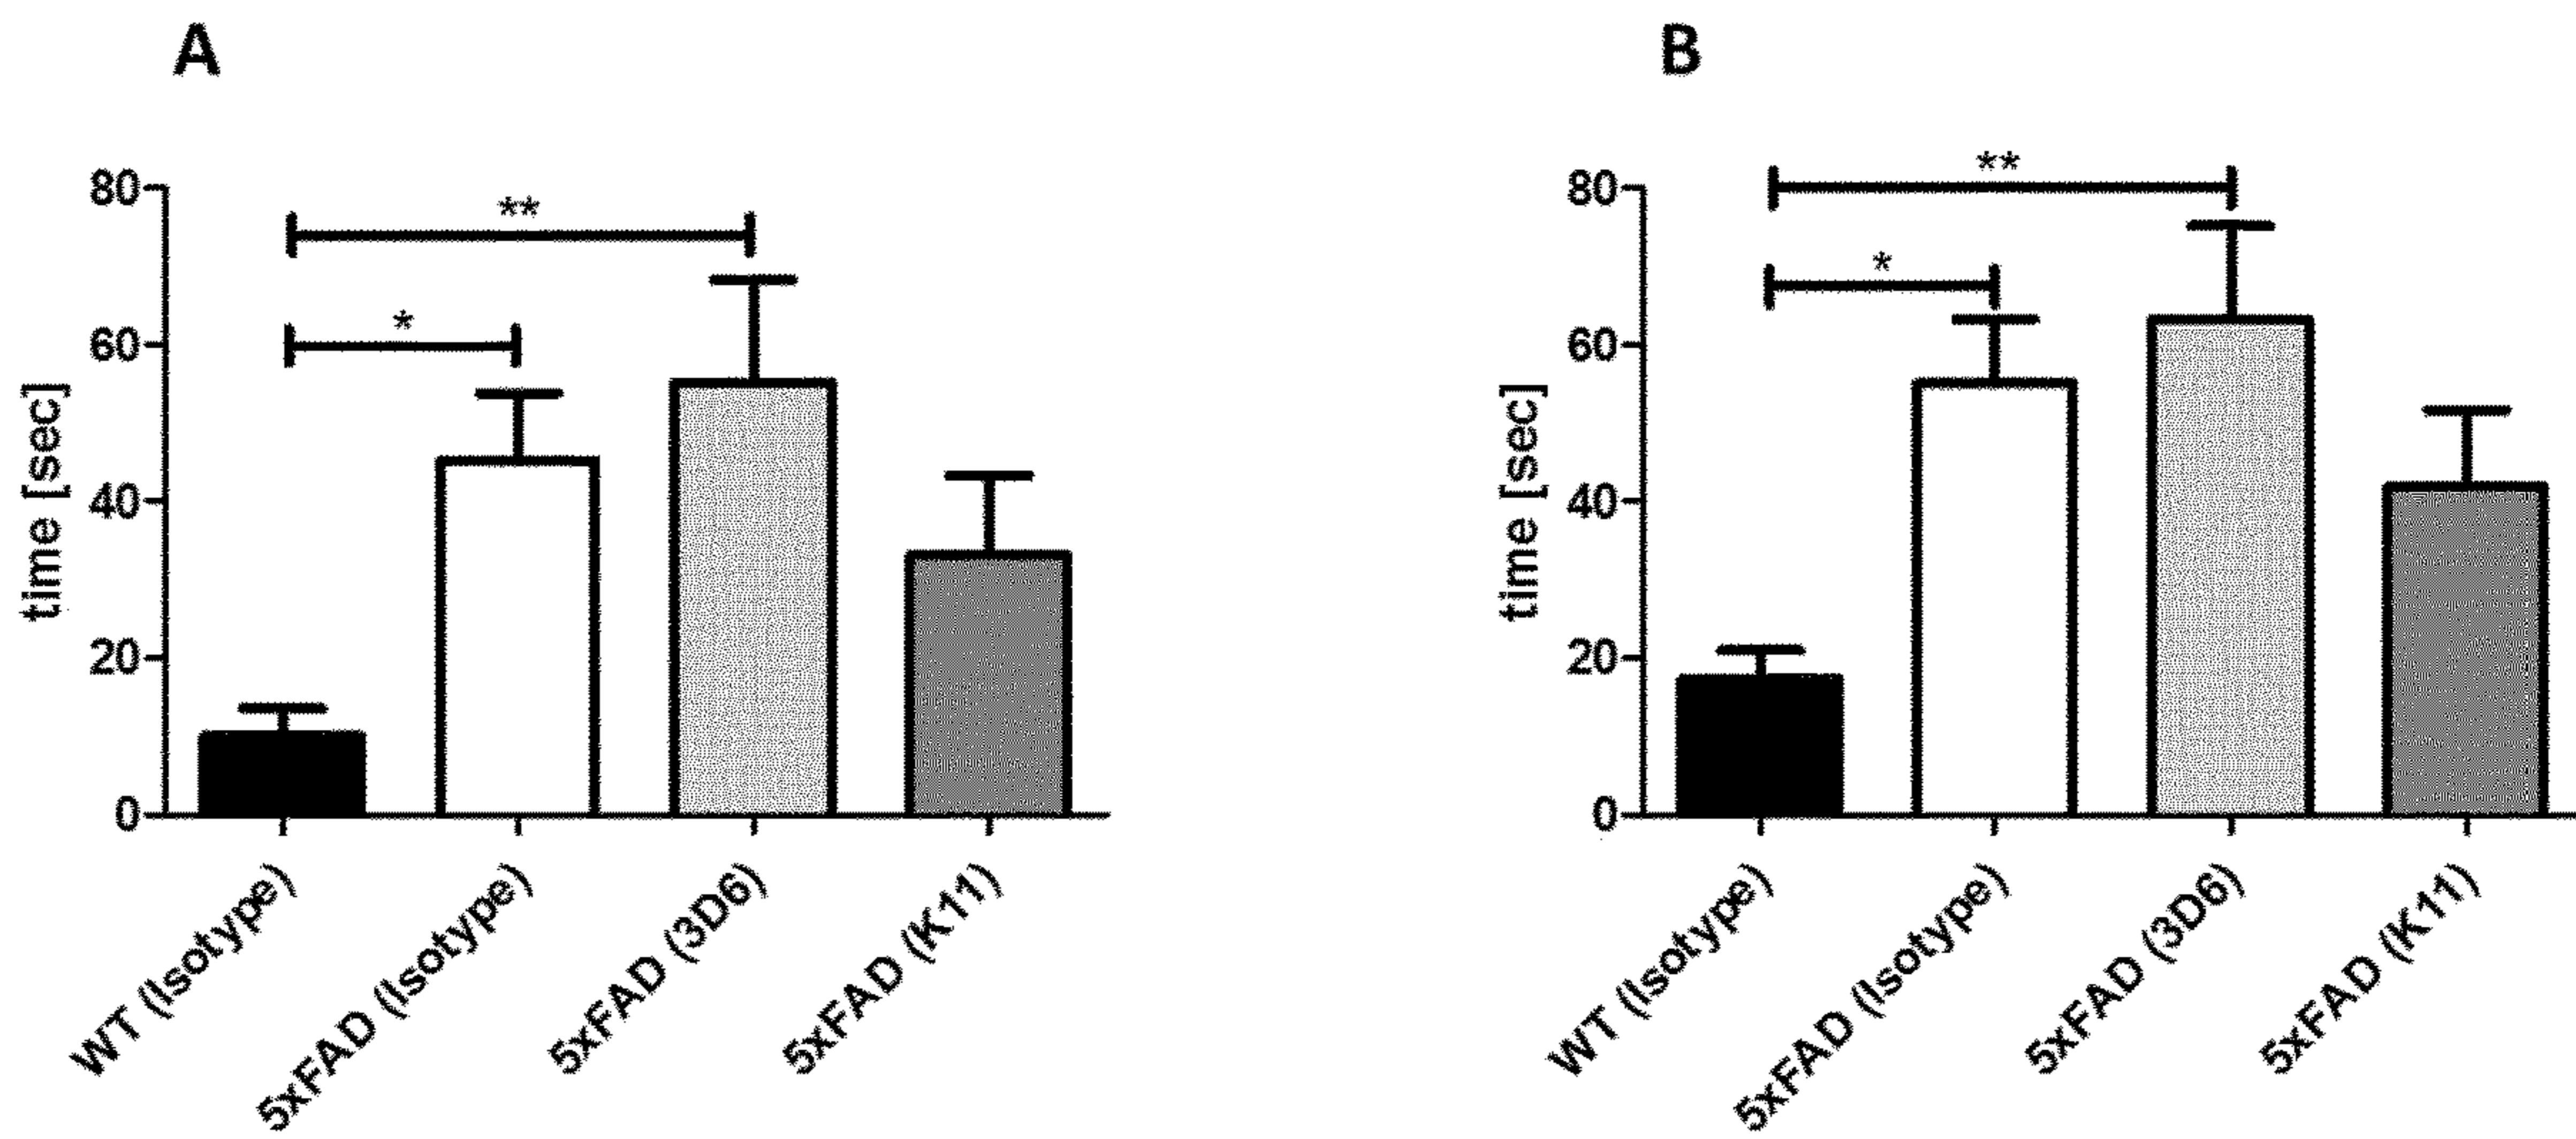 A
80
60
40
20
0
time [sec]
**
*
WT (Isotype)
5xFAD (Isotype)
5xFAD (3D6)
5xFAD (K11)
B
80
60
40
20
0
time [sec]
**
*
WT (Isotype)
5xFAD (Isotype)
5xFAD (3D6)
5xFAD (K11)